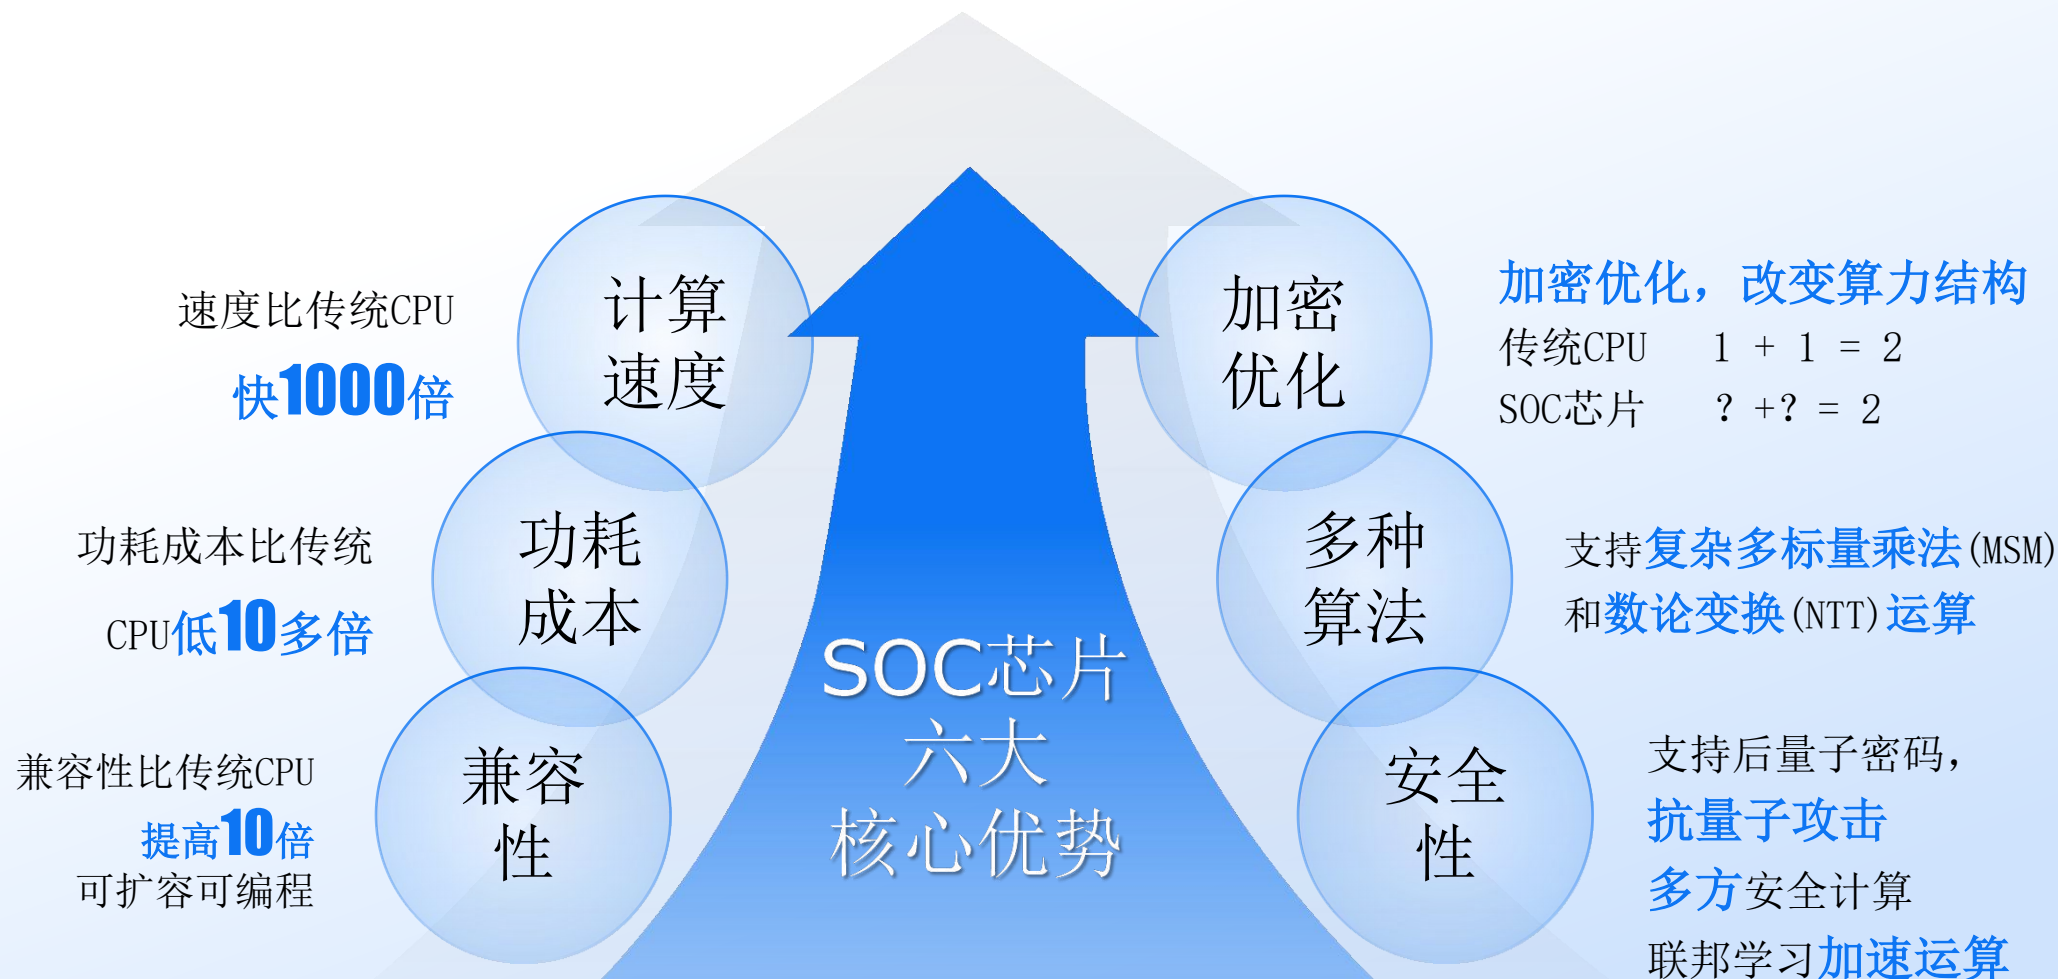 速度比传统CPU
快1000倍
计算
速度
功耗成本比传统
CPU低10多倍
功耗
成本
兼容性比传统CPU
提高10倍
可扩容可编程
兼容
性
SOC芯片
六大
核心优势
加密
优化
加密优化，改变算力结构
传统CPU 1 + 1 = 2
SOC芯片 ？+？= 2
多种
算法
支持复杂多标量乘法(MSM)
和数论变换(NTT)运算
安全
性
支持后量子密码，
抗量子攻击
多方安全计算
联邦学习加速运算